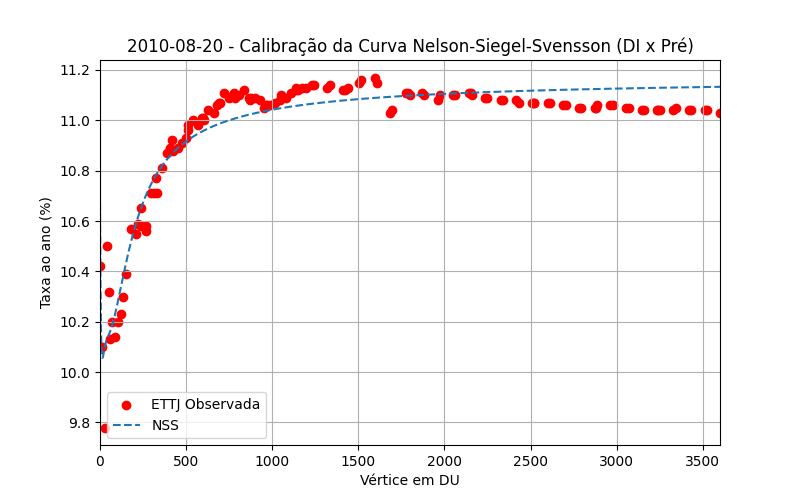 2010-08-20 - Calibração da Curva Nelson-Siegel-Svensson (DI x Pré)
Taxa ao ano (%)
11.2
11.0
10.8
10.6
10.4
10.2
10.0
9.8
ETTJ Observada
NSS
0 500 1000 1500 2000 2500 3000 3500
Vértice em DU